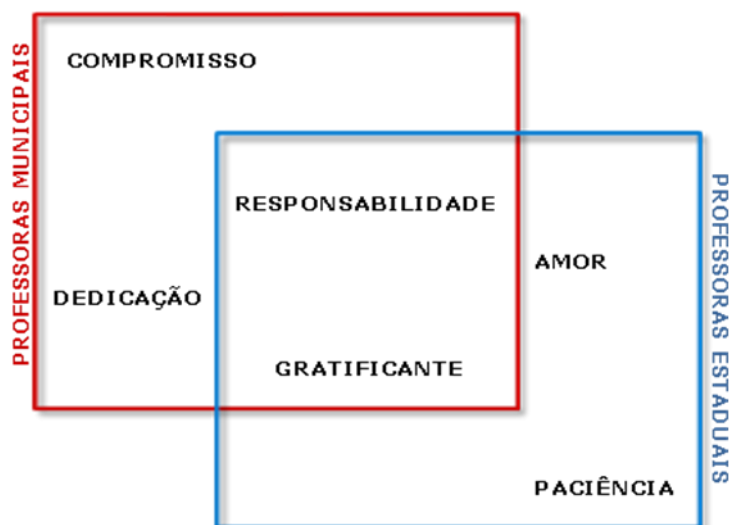 PROFESSORAS MUNICIPAIS
COMPROMISSO
RESPONSABILIDADE
AMOR
DEDICAÇÃO
GRATIFICANTE
PACIÊNCIA
PROFESSORAS ESTADUAIS